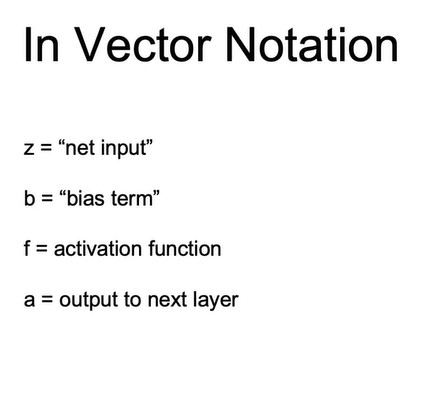 In Vector Notation
z = “net input”
b = “bias term”
f = activation function
a = output to next layer